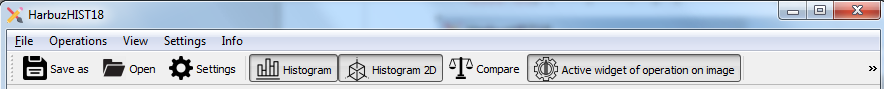 HarbuzHIST18
File Operations View Settings Info
Save as Open Settings Histogram Histogram 2D Compare Active widget of operation on image »